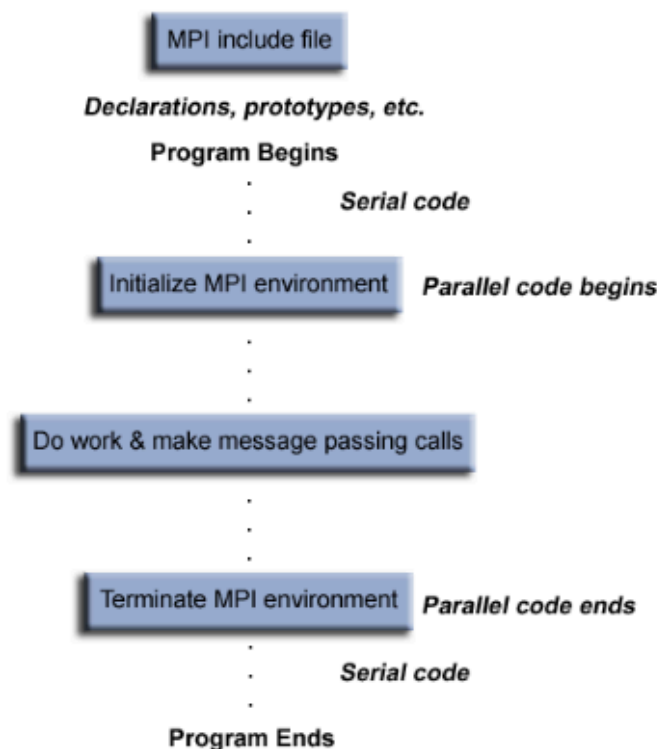 MPI include file
Declarations, prototypes, etc.
Program Begins
Serial code
Initialize MPI environment
Parallel code begins
Do work & make message passing calls
Terminate MPI environment
Parallel code ends
Serial code
Program Ends